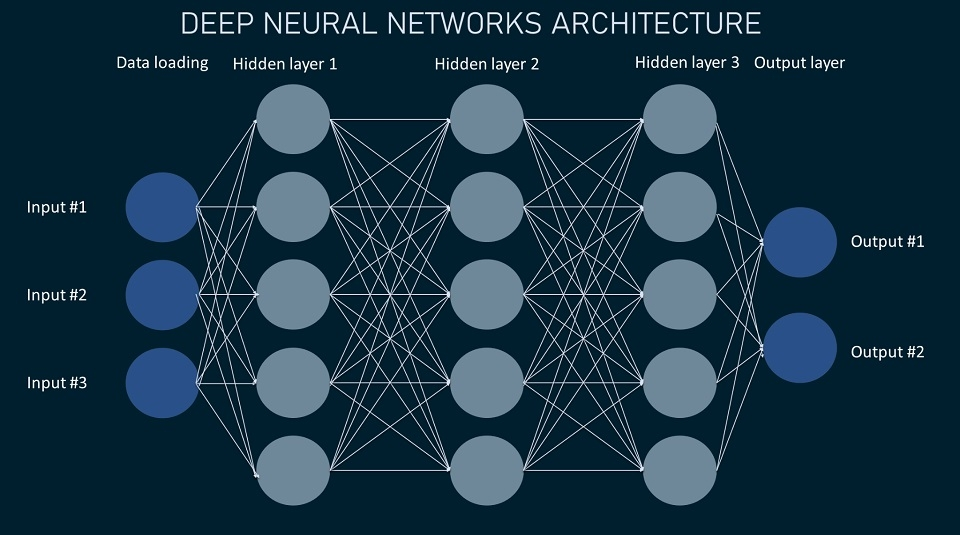 DEEP NEURAL NETWORKS ARCHITECTURE
Data loading
Hidden layer 1
Hidden layer 2
Hidden layer 3
Output layer
Input #1
Input #2
Input #3
Output #1
Output #2